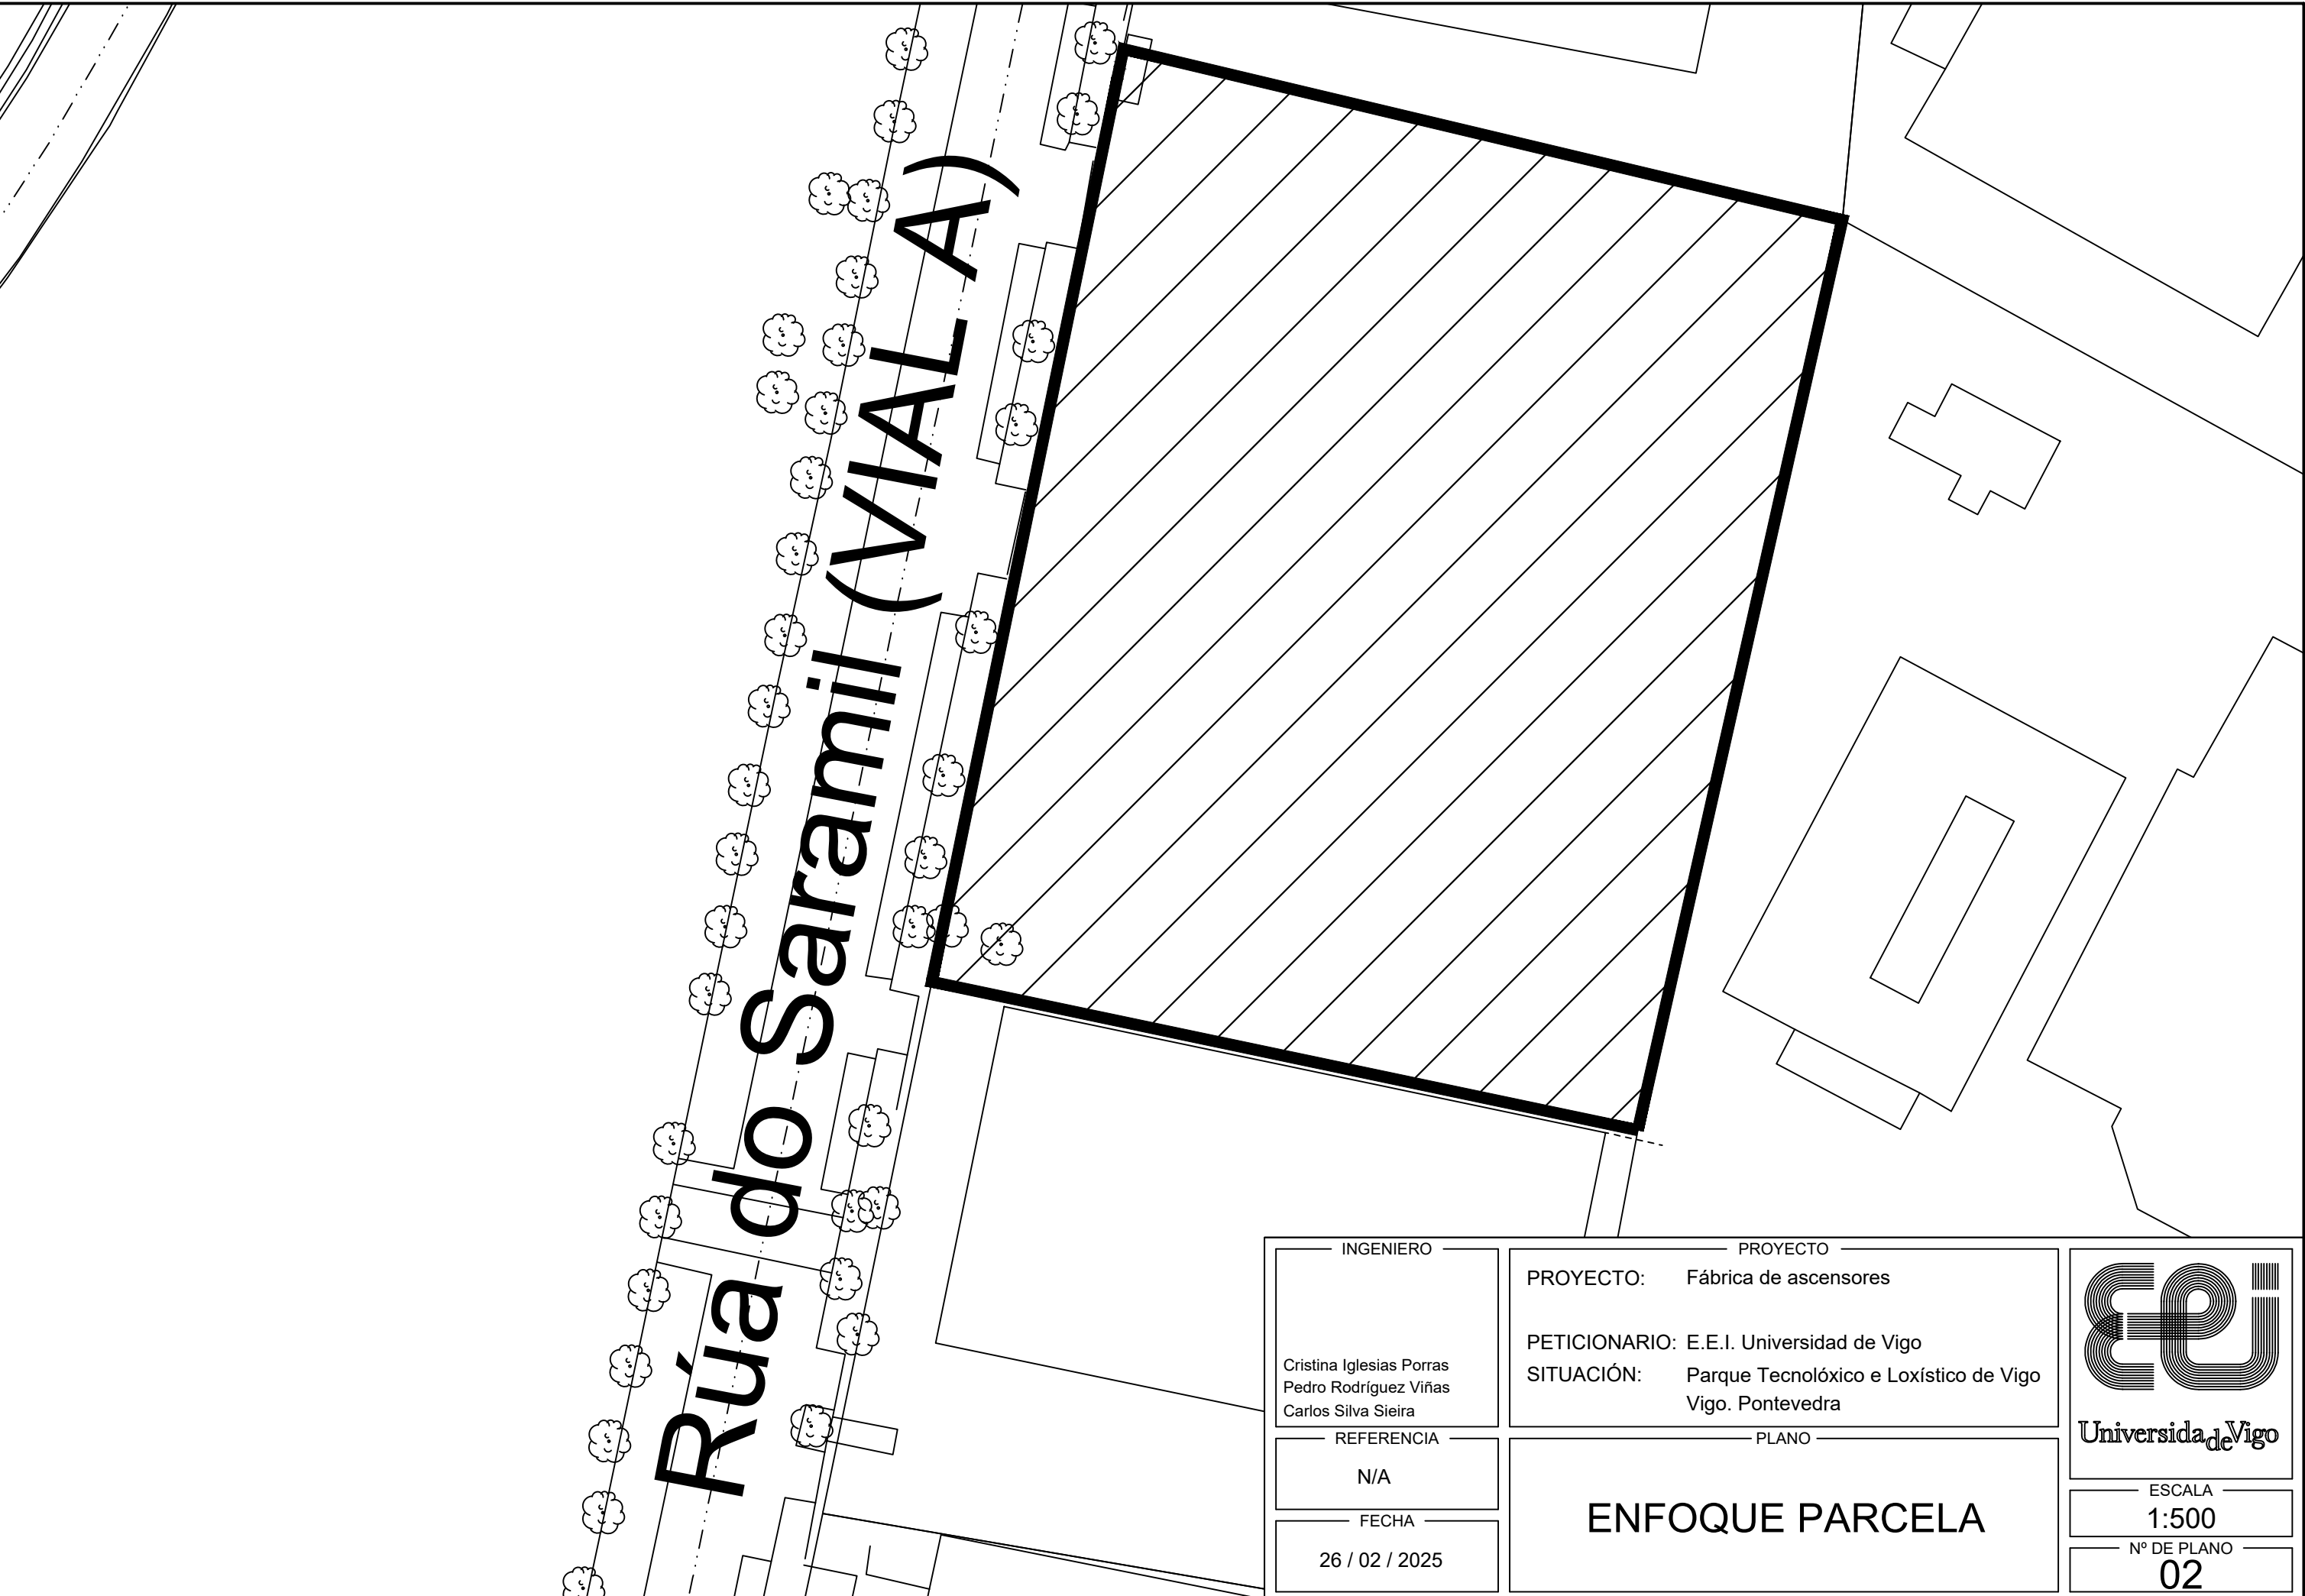 Rúa do Saramil (VIAL A)
INGENIERO
Cristina Iglesias Porras
Pedro Rodríguez Viñas
Carlos Silva Sieira
REFERENCIA
N/A
FECHA
26 / 02 / 2025
PROYECTO
PROYECTO: Fábrica de ascensores
PETICIONARIO: E.E.I. Universidad de Vigo
SITUACIÓN: Parque Tecnolóxico e Loxístico de Vigo
Vigo. Pontevedra
PLANO
ENFOQUE PARCELA
eei
UniversidadeVigo
ESCALA
1:500
Nº DE PLANO
02